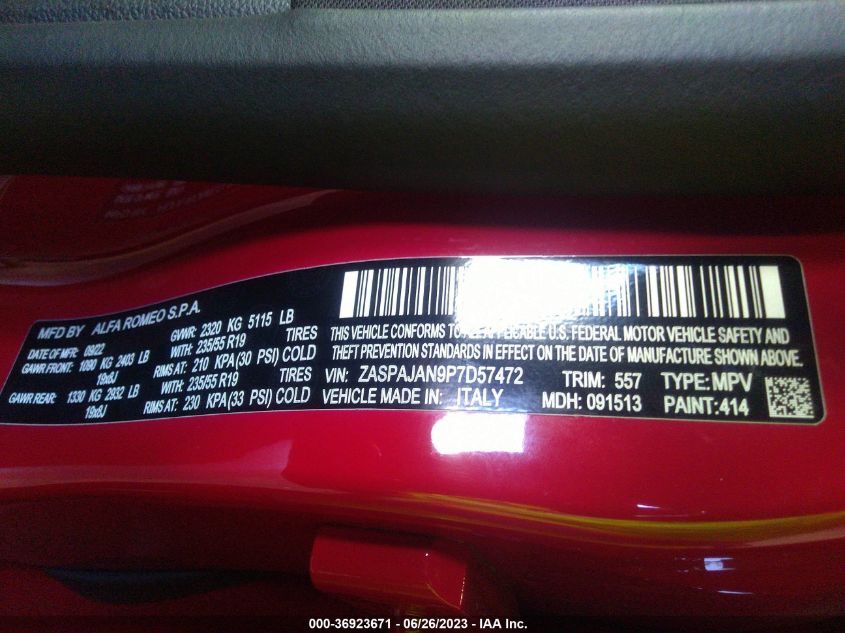 MFD BY ALFA ROMEO S.P.A.
DATE OF MFR: 09/22 GVWR: 2320 KG 5115 LB
GAWR FRONT: 1090 KG 2403 LB WITH: 235/55 R19 TIRES
19x8J RIMS AT: 210 KPA (30 PSI) COLD
GAWR REAR: 1330 KG 2932 LB WITH: 235/55 R19 TIRES
19x8J RIMS AT: 230 KPA(33 PSI) COLD
THIS VEHICLE CONFORMS TO ALL APPLICABLE U.S. FEDERAL MOTOR VEHICLE SAFETY AND
THEFT PREVENTION STANDARDS IN EFFECT ON THE DATE OF MANUFACTURE SHOWN ABOVE.
VIN: ZASPAJAN9P7D57472 TRIM: 557 TYPE:MPV
VEHICLE MADE IN: ITALY MDH: 091513 PAINT:414
000-36923671 - 06/26/2023 - IAA Inc.